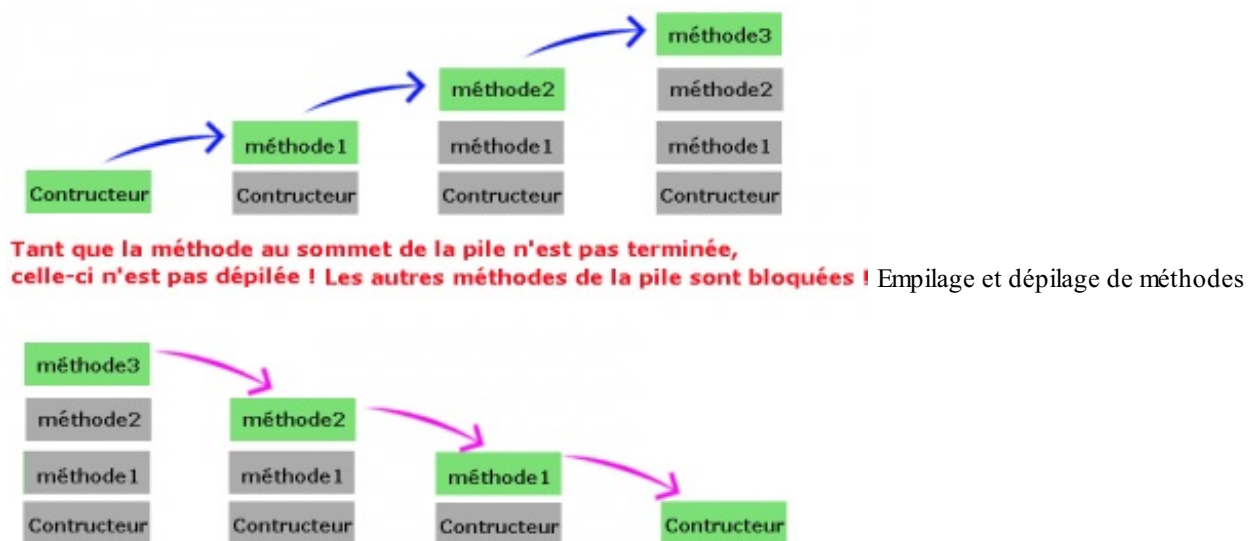 méthode3
méthode2 méthode2
méthode1 méthode1 méthode1
Contructeur Contructeur Contructeur Contructeur
Tant que la méthode au sommet de la pile n'est pas terminée,
celle-ci n'est pas dépilée ! Les autres méthodes de la pile sont bloquées ! Empilage et dépilage de méthodes
méthode3
méthode2 méthode2
méthode1 méthode1 méthode1
Contructeur Contructeur Contructeur Contructeur